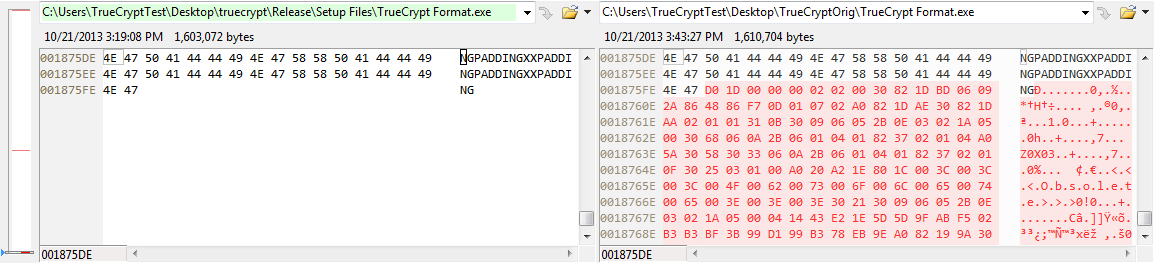 C:\Users\TrueCryptTest\Desktop\truecrypt\Release\Setup Files\TrueCrypt Format.exe
10/21/2013 3:19:08 PM 1,603,072 bytes
001875DE 4E 47 50 41 44 44 49 4E 47 58 58 50 41 44 44 49 NGPADDINGXXPADDI
001875EE 4E 47 50 41 44 44 49 4E 47 58 58 50 41 44 44 49 NGPADDINGXXPADDI
001875FE 4E 47 NG
001875DE
C:\Users\TrueCryptTest\Desktop\TrueCryptOrig\TrueCrypt Format.exe
10/21/2013 3:43:27 PM 1,610,704 bytes
001875DE 4E 47 50 41 44 44 49 4E 47 58 58 50 41 44 44 49 NGPADDINGXXPADDI
001875EE 4E 47 50 41 44 44 49 4E 47 58 58 50 41 44 44 49 NGPADDINGXXPADDI
001875FE 4E 47 D0 1D 00 00 00 02 02 00 30 82 1D BD 06 09 NGÐ.......0‚.½..
0018760E 2A 86 48 86 F7 0D 01 07 02 A0 82 1D AE 30 82 1D *†H†÷.... ‚.®0‚.
0018761E AA 02 01 01 31 0B 30 09 06 05 2B 0E 03 02 1A 05 ª...1.0...+.....
0018762E 00 30 68 06 0A 2B 06 01 04 01 82 37 02 01 04 A0 .0h..+....‚7...
0018763E 5A 30 58 30 33 06 0A 2B 06 01 04 01 82 37 02 01 Z0X03..+....‚7..
0018764E 0F 30 25 03 01 00 A0 20 A2 1E 80 1C 00 3C 00 3C .0%... ¢.€..<.<
0018765E 00 3C 00 4F 00 62 00 73 00 6F 00 6C 00 65 00 74 .<.O.b.s.o.l.e.t
0018766E 00 65 00 3E 00 3E 00 3E 30 21 30 09 06 05 2B 0E .e.>.>.>0!0...+.
0018767E 03 02 1A 05 00 04 14 43 E2 1E 5D 5D 9F AB F5 02 .......Câ.]]Ÿ«õ.
0018768E B3 B3 BF 3B 99 D1 99 B3 78 EB 9E A0 82 19 9A 30 ³³¿;™Ñ™³xëž ‚.š0
001875DE